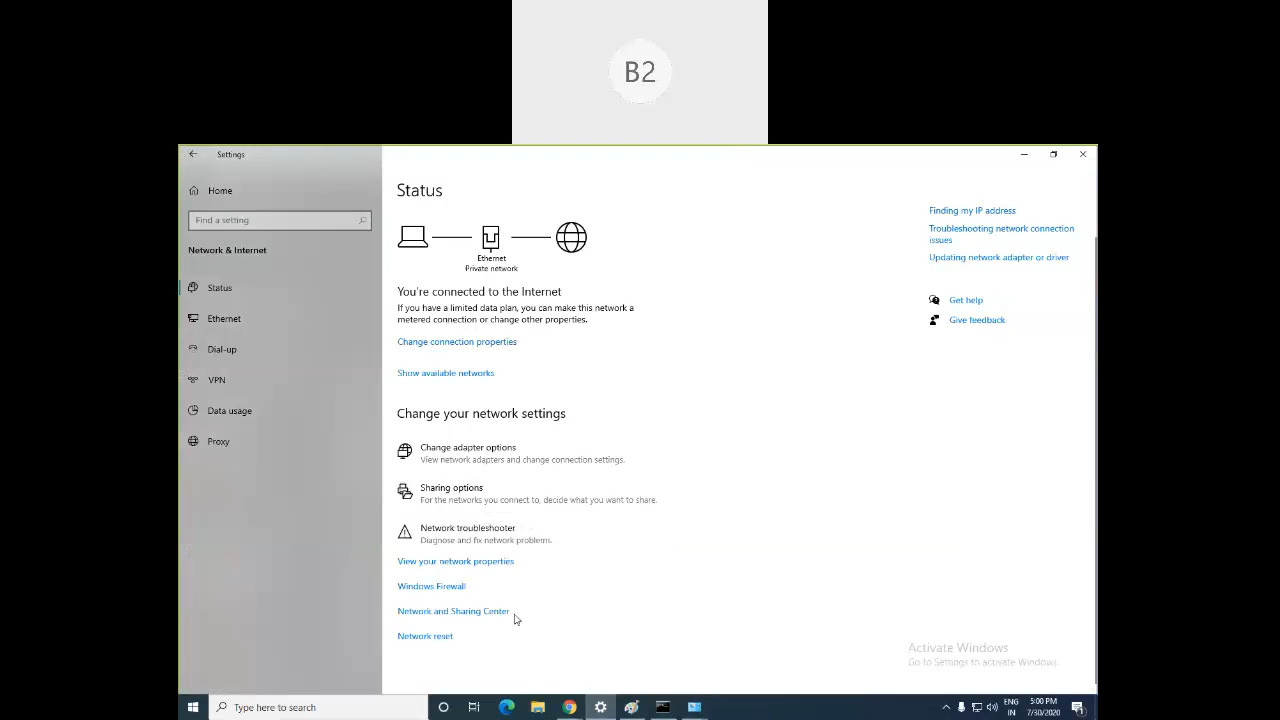 B2
Settings
Home
Find a setting
Network & Internet
Status
Ethernet
Dial-up
VPN
Data usage
Proxy
Status
Ethernet
Private network
You're connected to the Internet
If you have a limited data plan, you can make this network a
metered connection or change other properties.
Change connection properties
Show available networks
Change your network settings
Change adapter options
View network adapters and change connection settings.
Sharing options
For the networks you connect to, decide what you want to share.
Network troubleshooter
Diagnose and fix network problems.
View your network properties
Windows Firewall
Network and Sharing Center
Network reset
Finding my IP address
Troubleshooting network connection
issues
Updating network adapter or driver
Get help
Give feedback
Activate Windows
Go to Settings to activate Windows.
Type here to search
ENG
IN
5:00 PM
7/30/2020
1